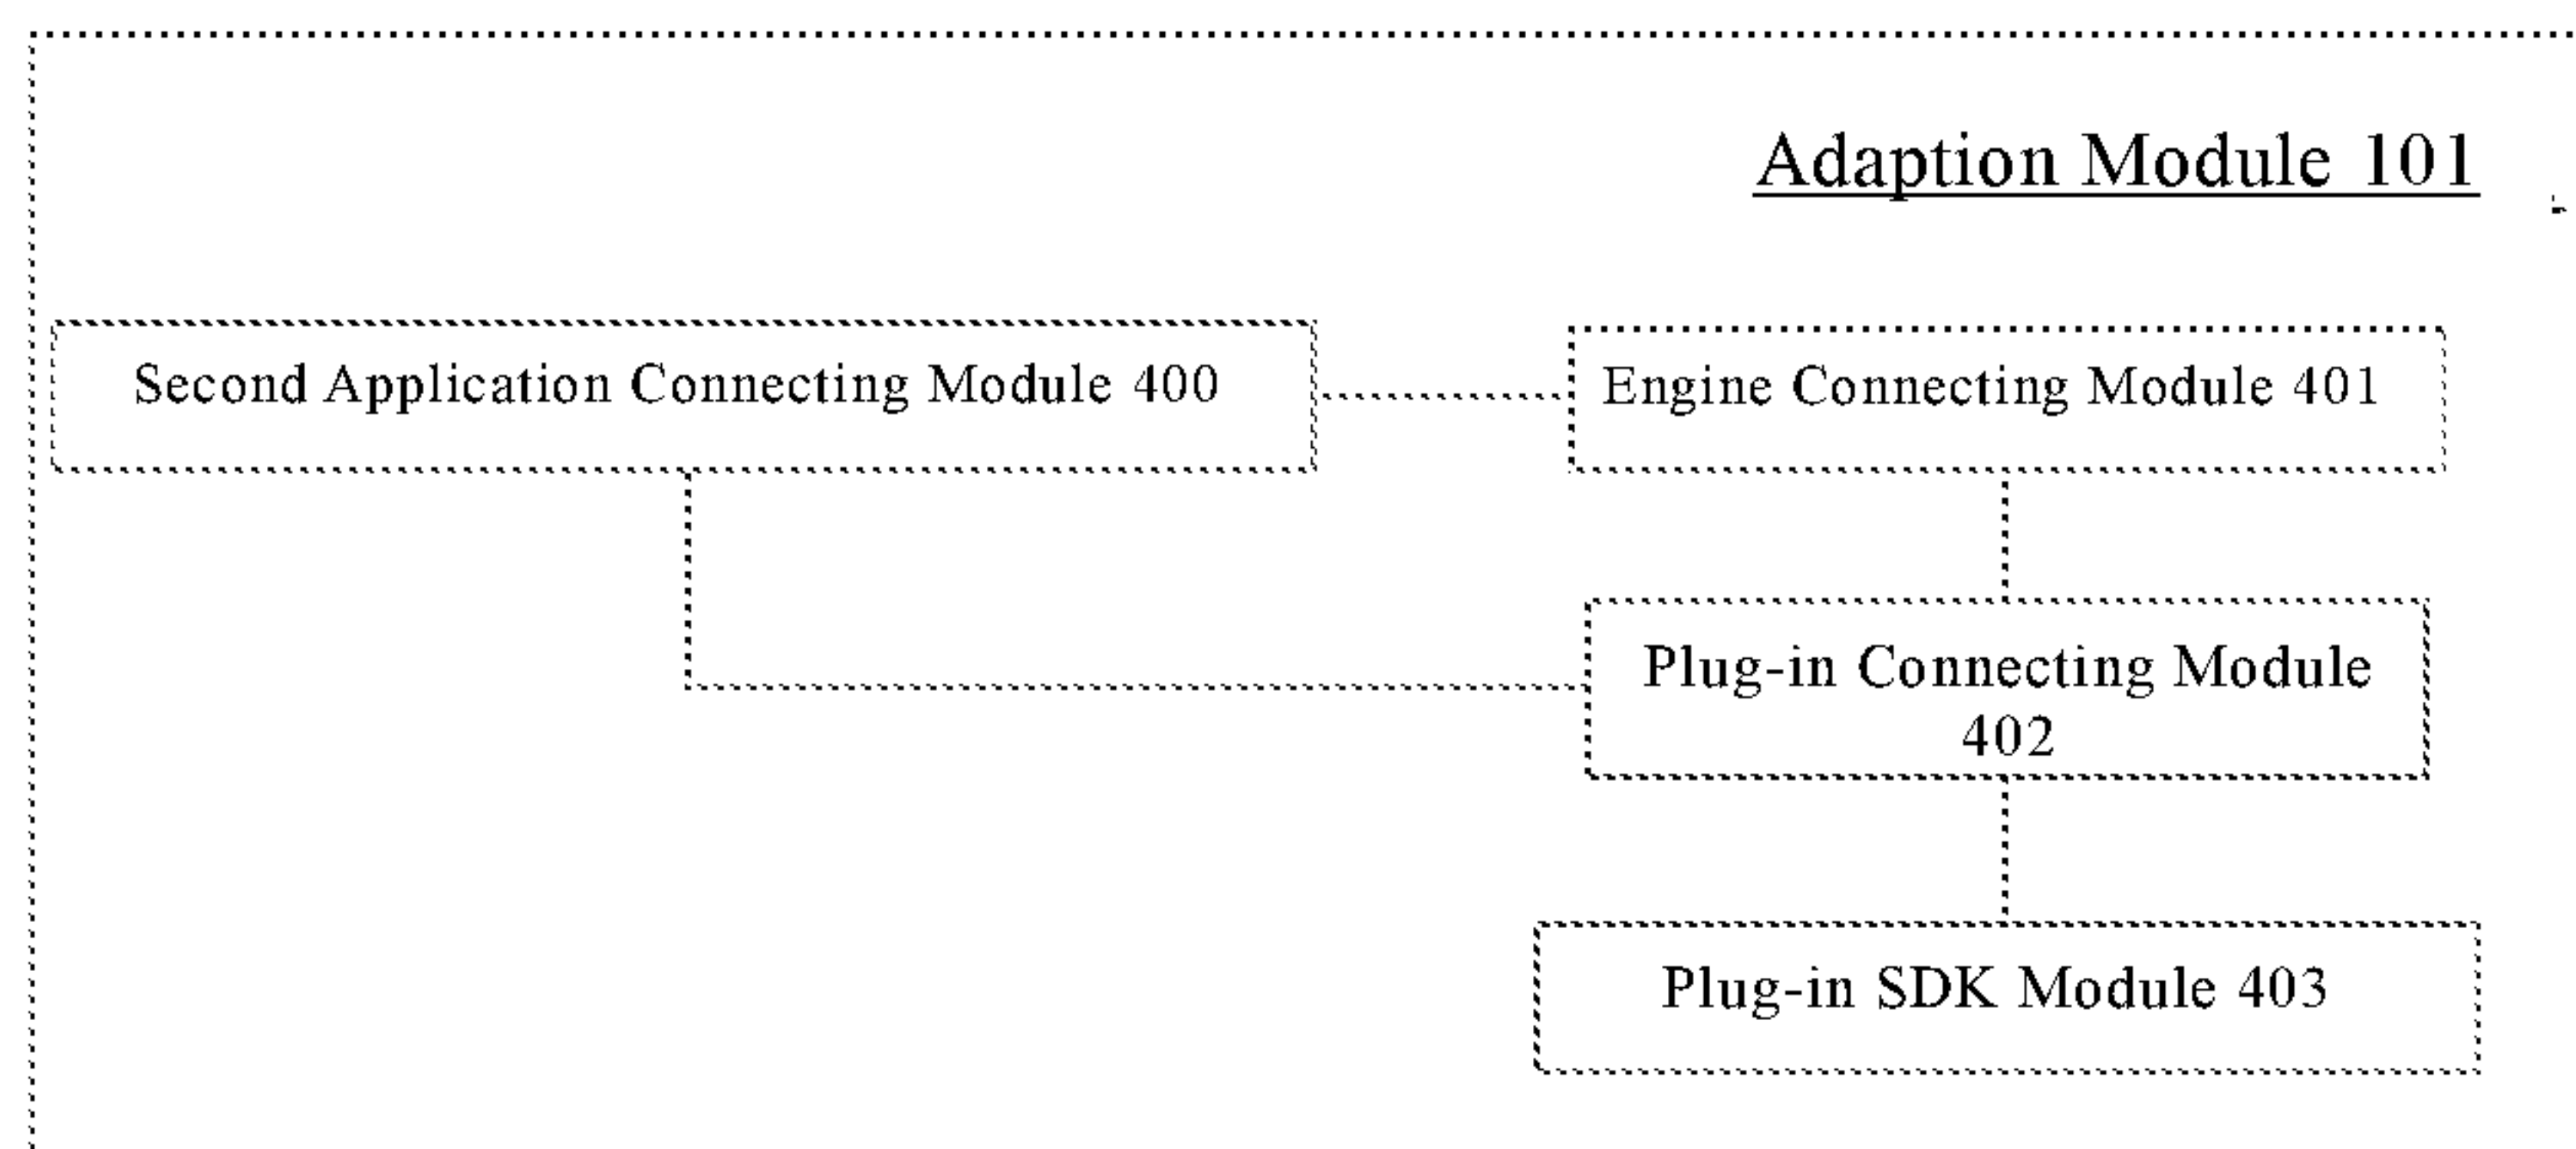 Adaption Module 101
Second Application Connecting Module 400
Engine Connecting Module 401
Plug-in Connecting Module
402
Plug-in SDK Module 403